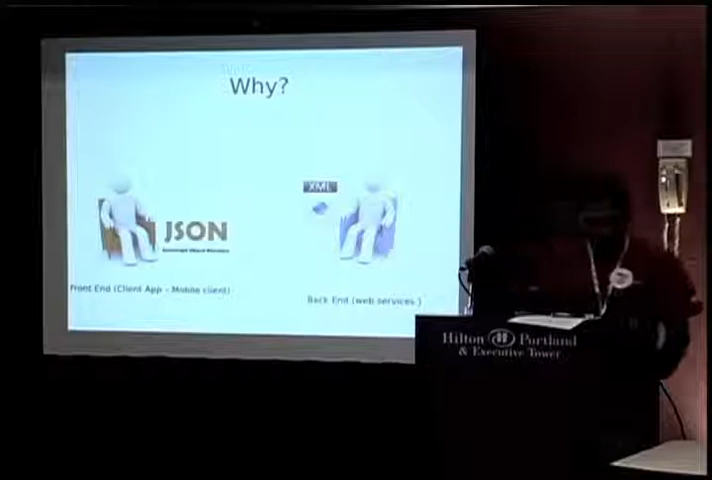 Why?
XML
JSON
Front End (Client App - Mobile client)
Back End (web services )
Hilton Portland
& Executive Tower